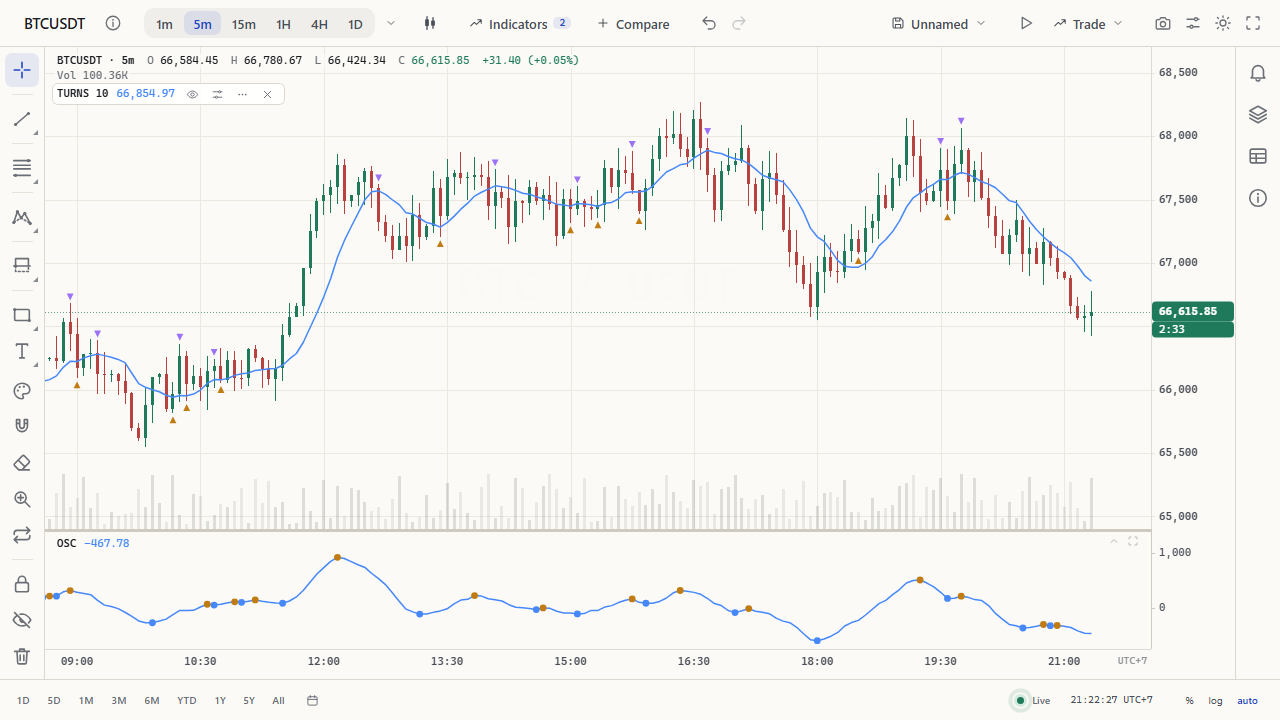 BTCUSDT 1m 5m 15m 1H 4H 1D Indicators 2 Compare Unnamed Trade
BTCUSDT · 5m O 66,584.45 H 66,780.67 L 66,424.34 C 66,615.85 +31.40 (+0.05%)
Vol 100.36K
TURNS 10 66,854.97
68,500
68,000
67,500
67,000
66,615.85
2:33
66,000
65,500
65,000
OSC −467.78
1,000
0
09:00 10:30 12:00 13:30 15:00 16:30 18:00 19:30 21:00 UTC+7
1D 5D 1M 3M 6M YTD 1Y 5Y All Live 21:22:27 UTC+7 % log auto